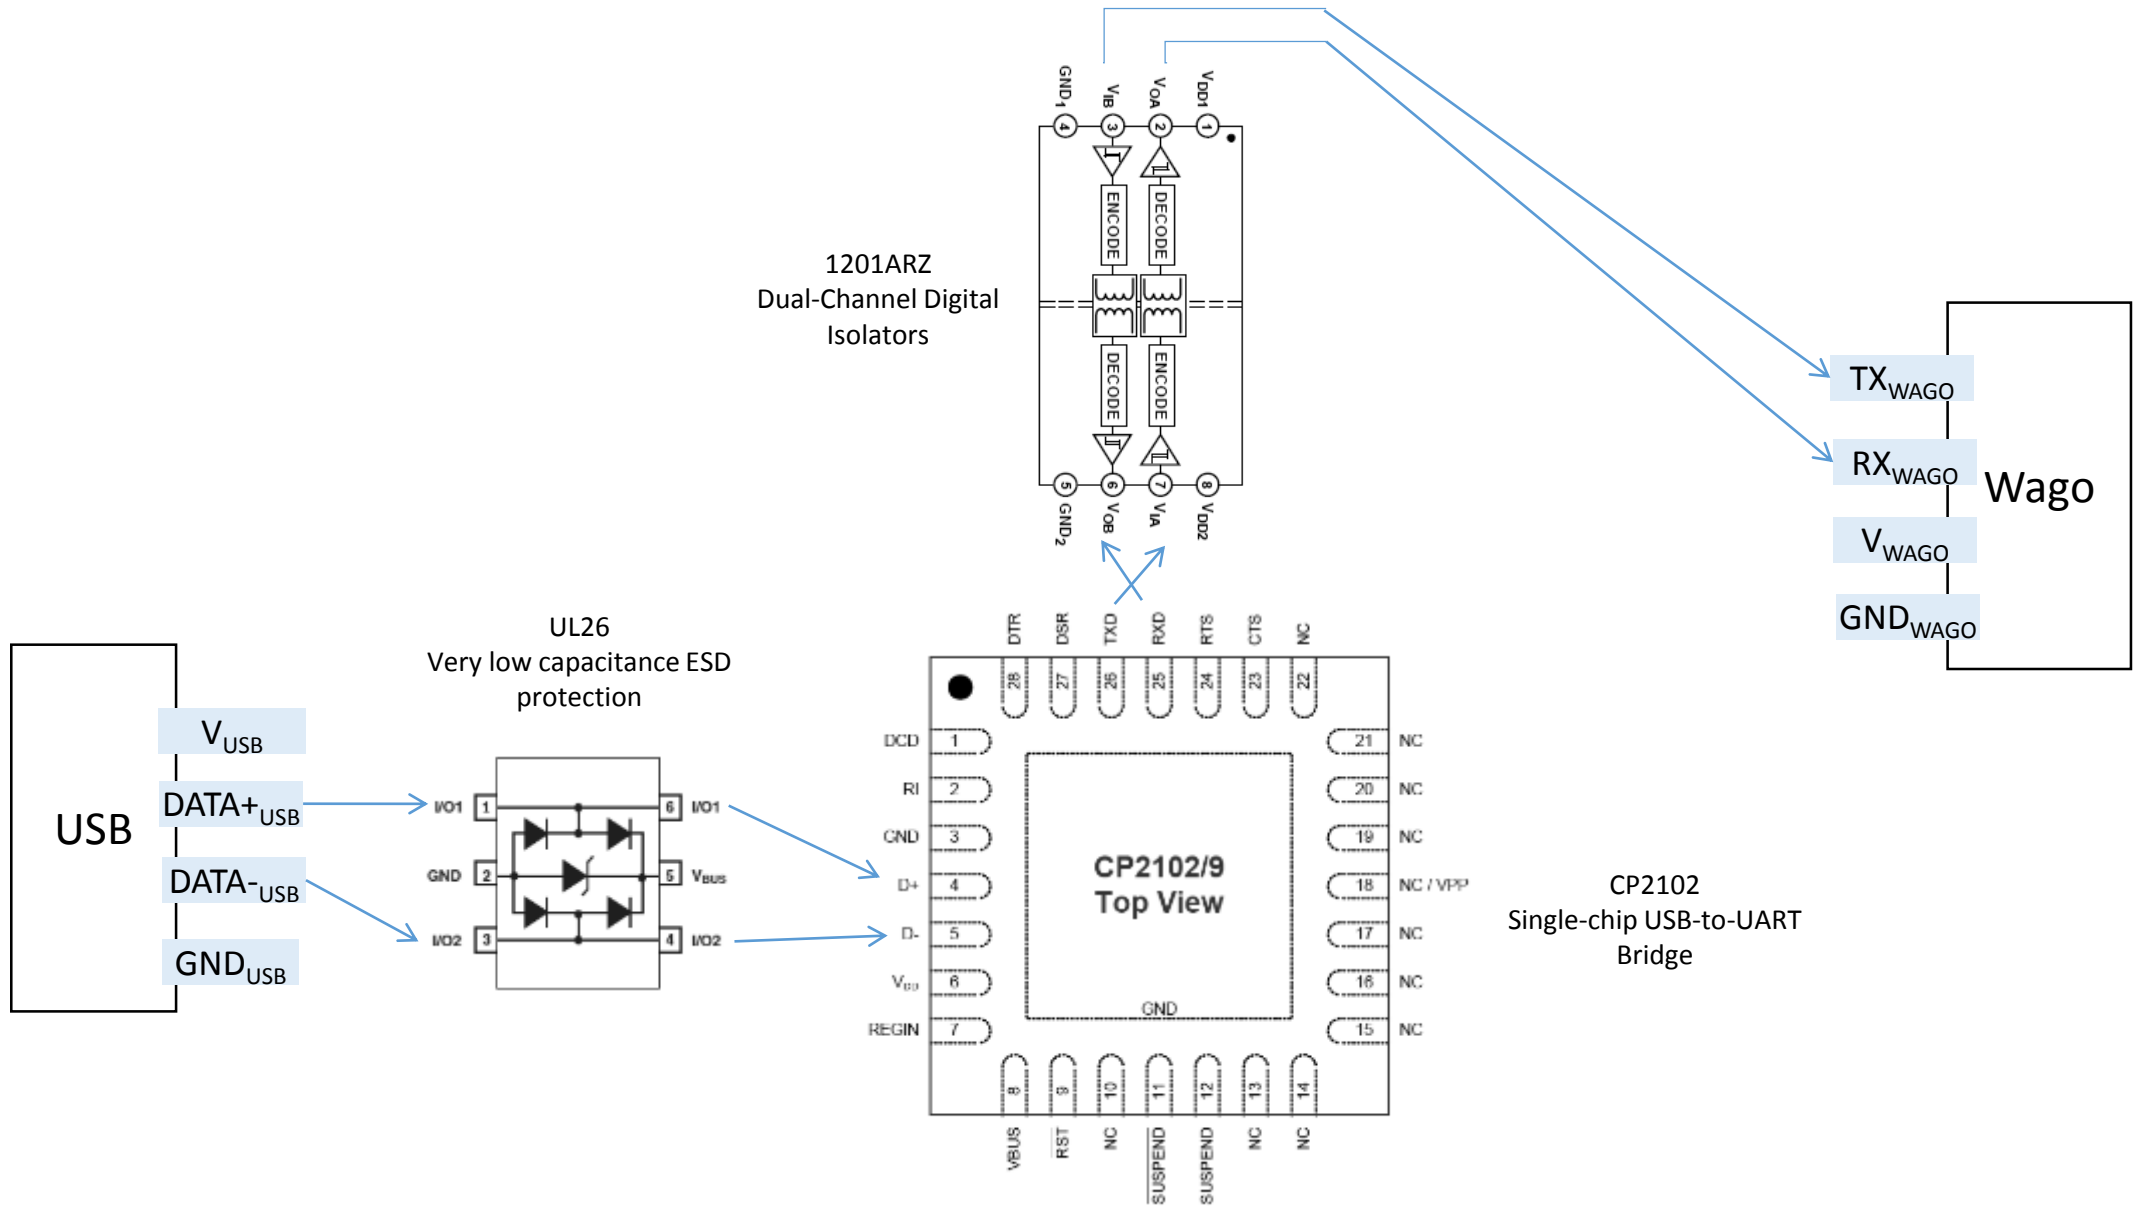 GND1
VIB
VOA
VDD1
4
3
2
1
ENCODE
DECODE
1201ARZ
Dual-Channel Digital
Isolators
DECODE
ENCODE
5
6
7
8
GND2
VOB
VIA
VDD2
TXWAGO
RXWAGO
VWAGO
GNDWAGO
Wago
UL26
Very low capacitance ESD
protection
USB
VUSB
DATA+USB
DATA-USB
GNDUSB
I/O1 1
6 I/O1
GND 2
5 VBUS
I/O2 3
4 I/O2
DTR
DSR
TXD
RXD
RTS
CTS
NC
28
27
26
25
24
23
22
DCD 1
RI 2
GND 3
D+ 4
D- 5
VDD 6
REGIN 7
CP2102/9
Top View
GND
21 NC
20 NC
19 NC
18 NC / VPP
17 NC
16 NC
15 NC
8
9
10
11
12
13
14
VBUS
RST
NC
SUSPEND
SUSPEND
NC
NC
CP2102
Single-chip USB-to-UART
Bridge